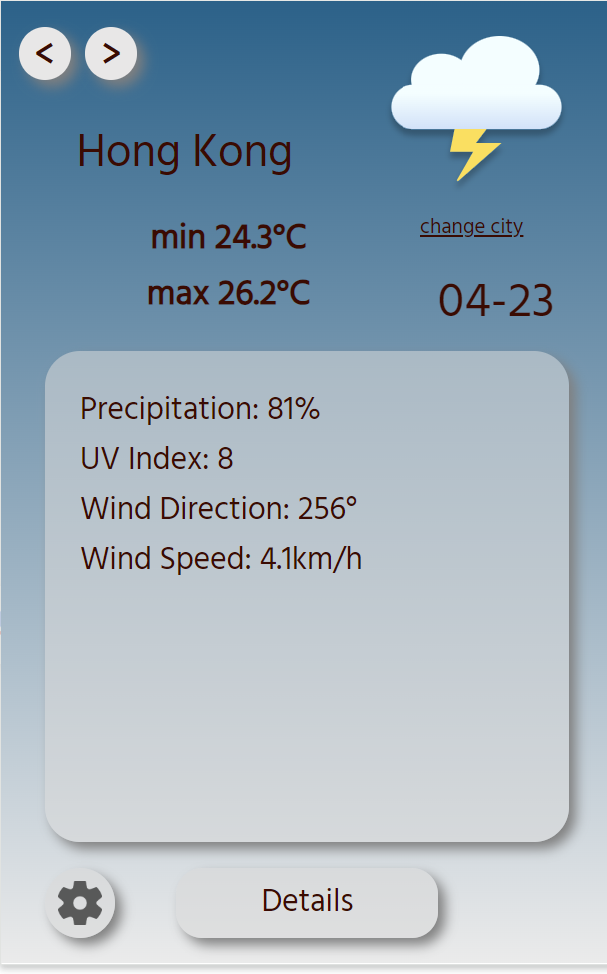 < >
Hong Kong
min 24.3°C
max 26.2°C
change city
04-23
Precipitation: 81%
UV Index: 8
Wind Direction: 256°
Wind Speed: 4.1km/h
Details